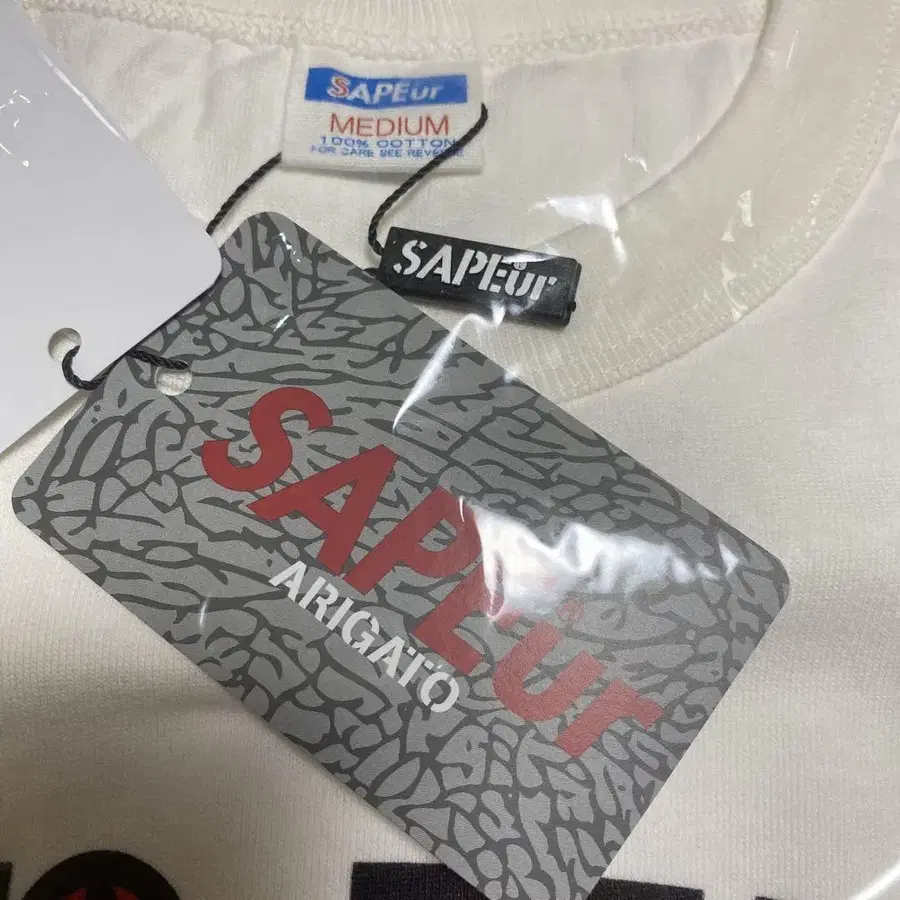 SAPEur
MEDIUM
100% COTTON
FOR CARE SEE REVERSE
SAPEur
SAPEur
ARIGATO